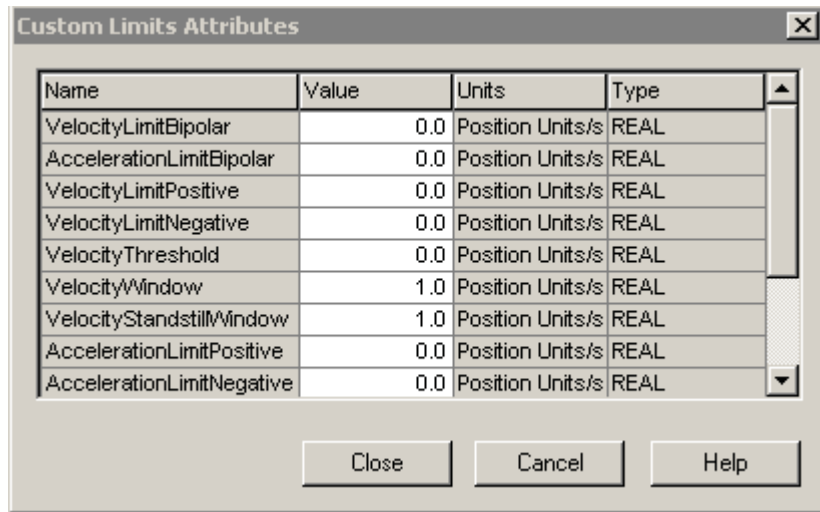 Custom Limits Attributes
Name Value Units Type
VelocityLimitBipolar 0.0 Position Units/s REAL
AccelerationLimitBipolar 0.0 Position Units/s REAL
VelocityLimitPositive 0.0 Position Units/s REAL
VelocityLimitNegative 0.0 Position Units/s REAL
VelocityThreshold 0.0 Position Units/s REAL
VelocityWindow 1.0 Position Units/s REAL
VelocityStandstillWindow 1.0 Position Units/s REAL
AccelerationLimitPositive 0.0 Position Units/s REAL
AccelerationLimitNegative 0.0 Position Units/s REAL
Close Cancel Help